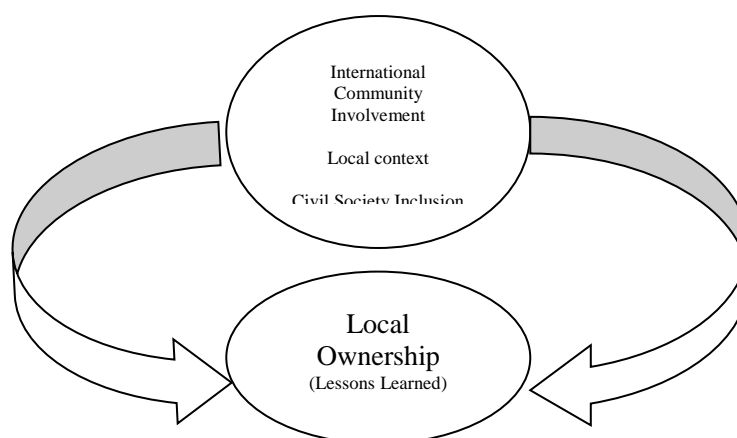 International
Community
Involvement
Local context
Civil Society Inclusion
Local
Ownership
(Lessons Learned)